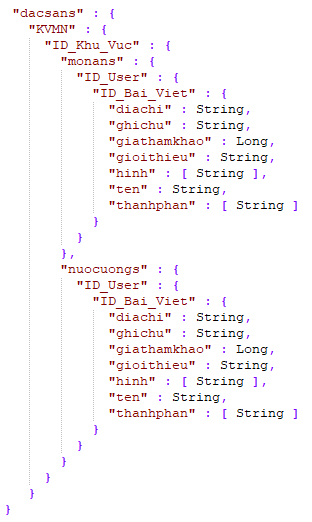 "dacsans" : {
"KVMN" : {
"ID_Khu_Vuc" : {
"monans" : {
"ID_User" : {
"ID_Bai_Viet" : {
"diachi" : String,
"ghichu" : String,
"giathamkhao" : Long,
"gioithieu" : String,
"hinh" : [ String ],
"ten" : String,
"thanhphan" : [ String ]
}
}
},
"nuocuongs" : {
"ID_User" : {
"ID_Bai_Viet" : {
"diachi" : String,
"ghichu" : String,
"giathamkhao" : Long,
"gioithieu" : String,
"hinh" : [ String ],
"ten" : String,
"thanhphan" : [ String ]
}
}
}
}
}
}